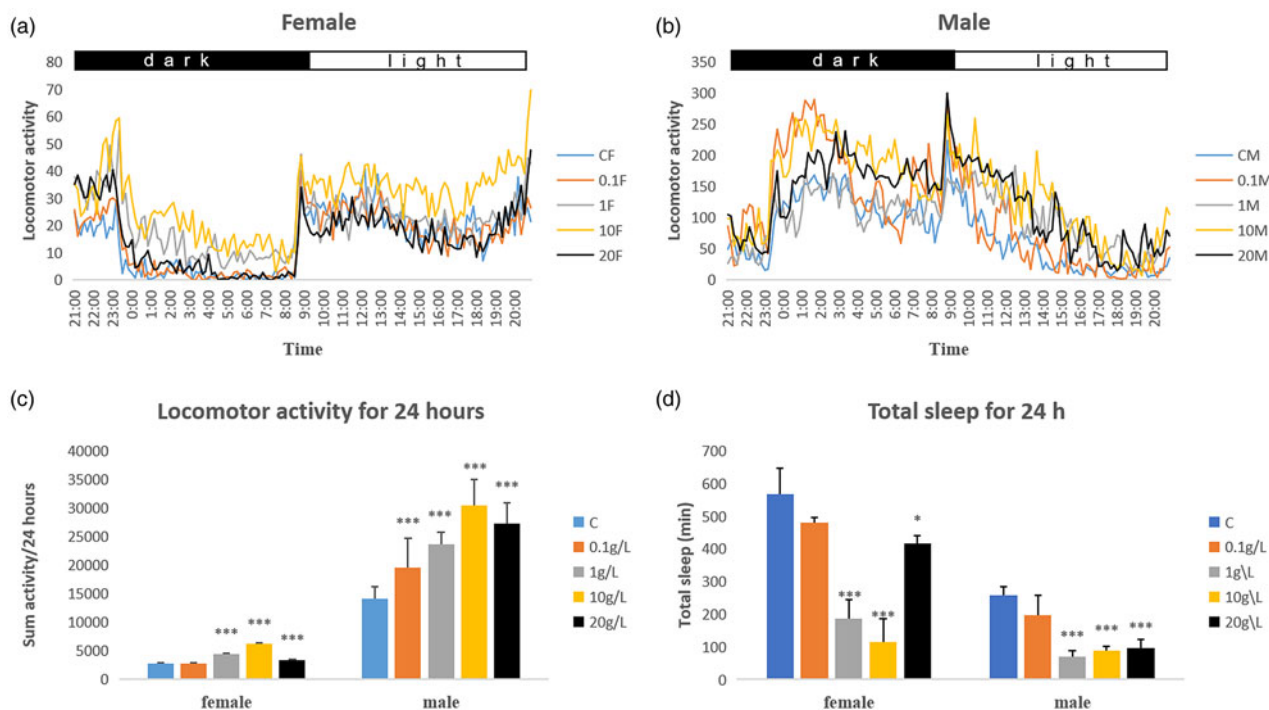 (a)
Female
dark light
80
70
60
50
40
30
20
10
0
Locomotor activity
21:00 22:00 23:00 0:00 1:00 2:00 3:00 4:00 5:00 6:00 7:00 8:00 9:00 10:00 11:00 12:00 13:00 14:00 15:00 16:00 17:00 18:00 19:00 20:00
Time
CF
0.1F
1F
10F
20F
(b)
Male
dark light
350
300
250
200
150
100
50
0
Locomotor activity
21:00 22:00 23:00 0:00 1:00 2:00 3:00 4:00 5:00 6:00 7:00 8:00 9:00 10:00 11:00 12:00 13:00 14:00 15:00 16:00 17:00 18:00 19:00 20:00
Time
CM
0.1M
1M
10M
20M
(c)
Locomotor activity for 24 hours
40000
35000
30000
25000
20000
15000
10000
5000
0
Sum activity/24 hours
*** *** ***
*** *** *** ***
female male
C
0.1g/L
1g/L
10g/L
20g/L
(d)
Total sleep for 24 h
700
600
500
400
300
200
100
0
Total sleep (min)
*** *** *
*** *** ***
female male
C
0.1g/L
1g\L
10g\L
20g\L